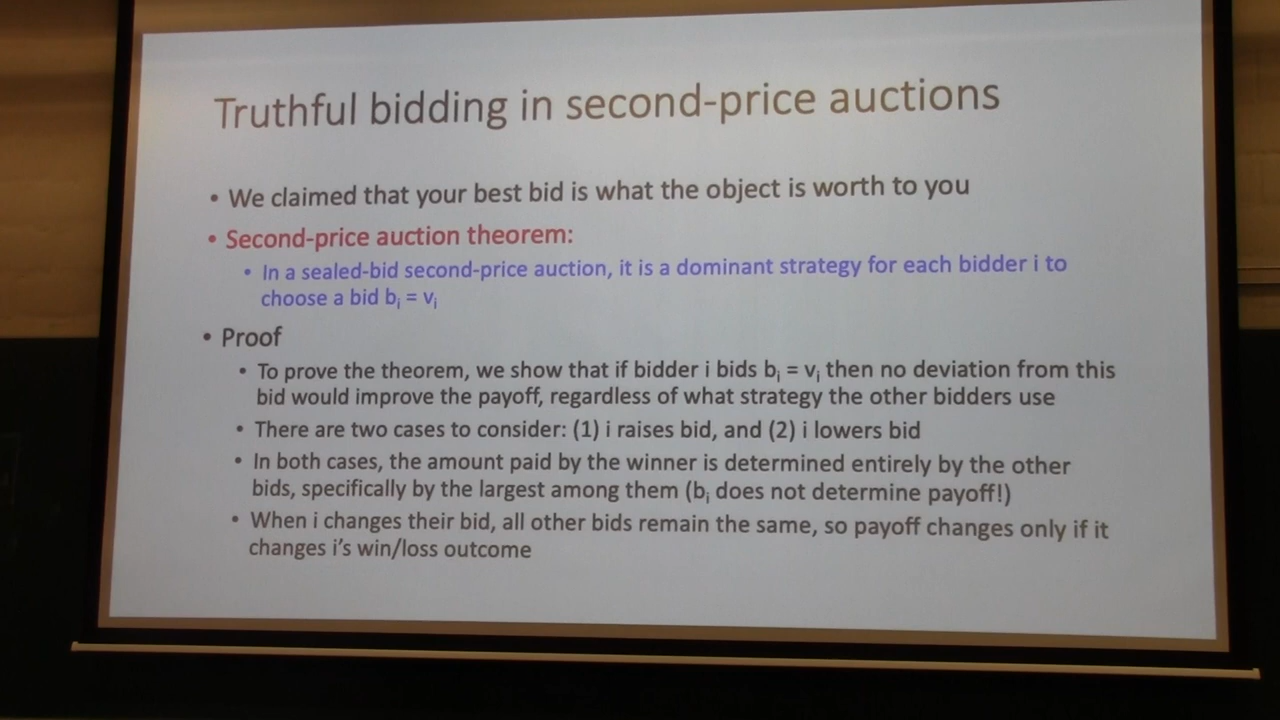 Truthful bidding in second-price auctions
• We claimed that your best bid is what the object is worth to you
• Second-price auction theorem:
• In a sealed-bid second-price auction, it is a dominant strategy for each bidder i to
choose a bid bᵢ = vᵢ
• Proof
• To prove the theorem, we show that if bidder i bids bᵢ = vᵢ then no deviation from this
bid would improve the payoff, regardless of what strategy the other bidders use
• There are two cases to consider: (1) i raises bid, and (2) i lowers bid
• In both cases, the amount paid by the winner is determined entirely by the other
bids, specifically by the largest among them (bᵢ does not determine payoff!)
• When i changes their bid, all other bids remain the same, so payoff changes only if it
changes i's win/loss outcome